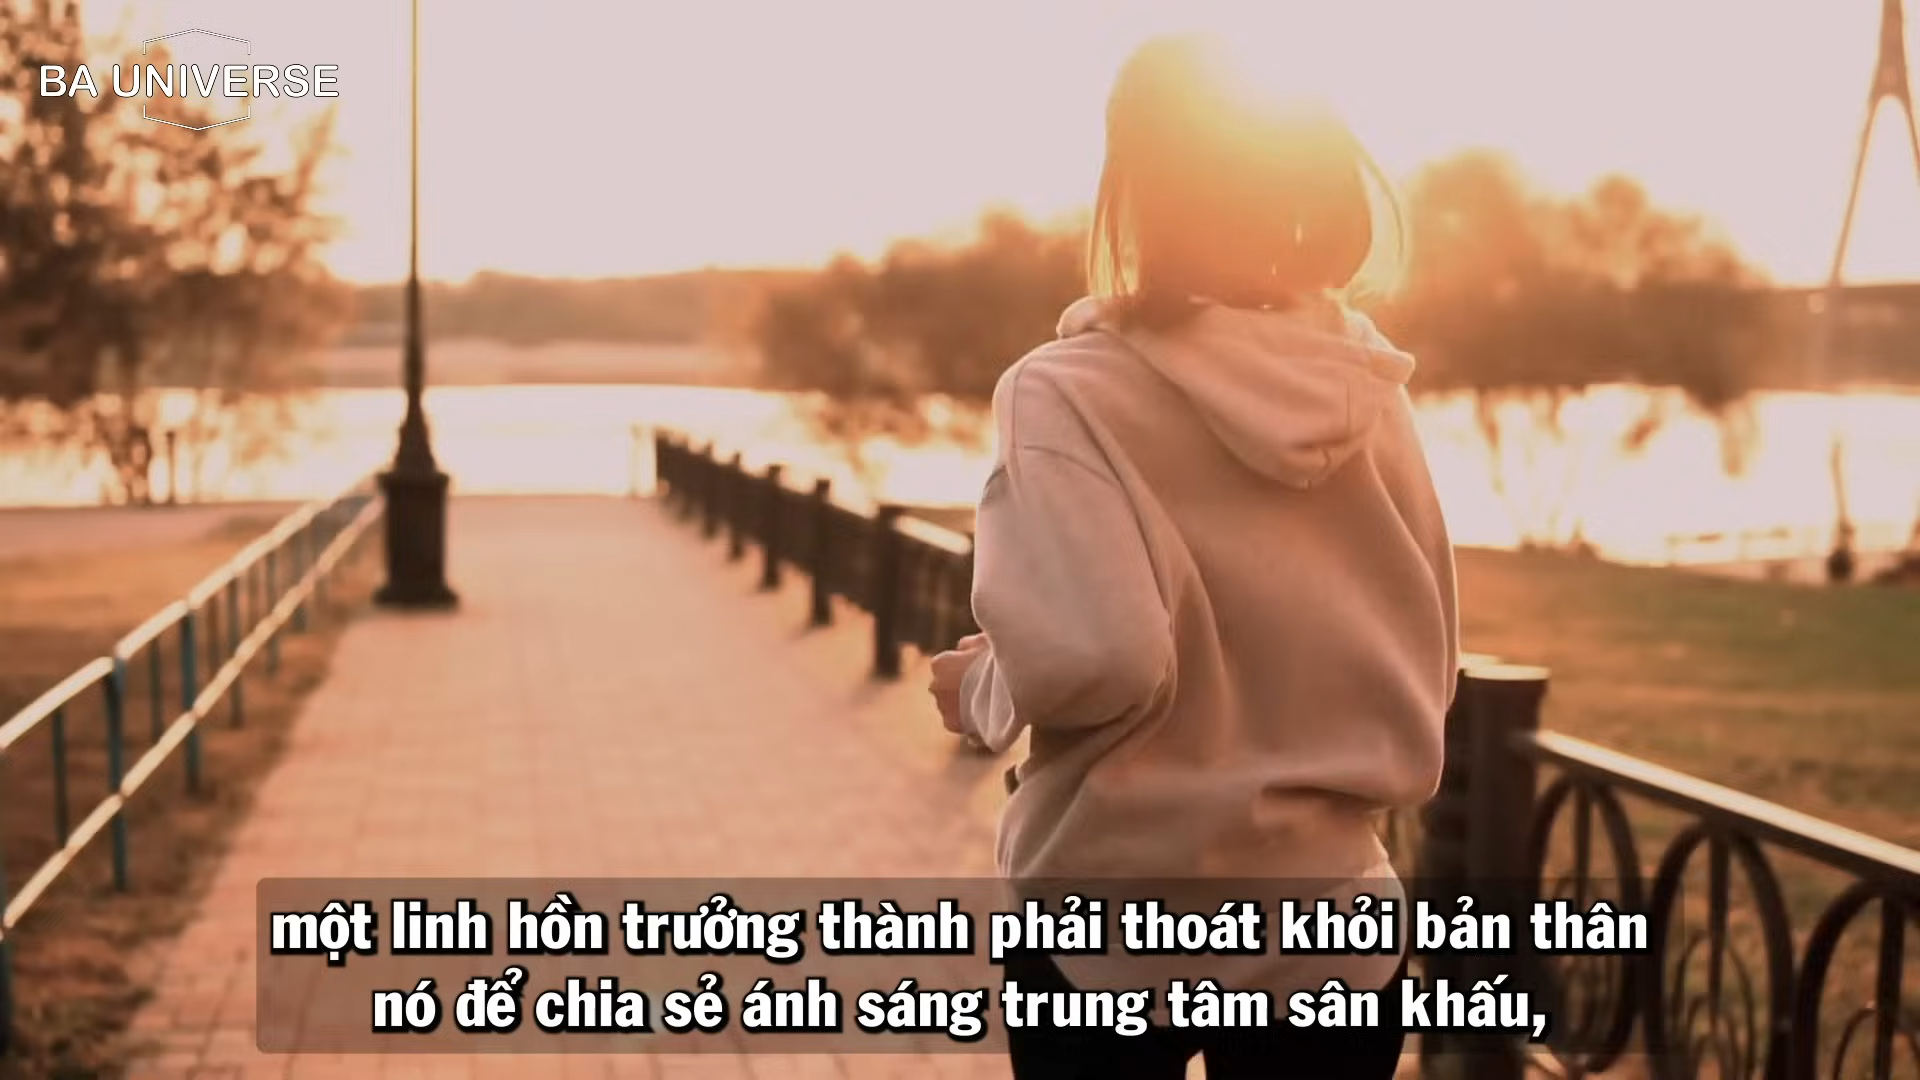 BA UNIVERSE
một linh hồn trưởng thành phải thoát khỏi bản thân
nó để chia sẻ ánh sáng trung tâm sân khấu,